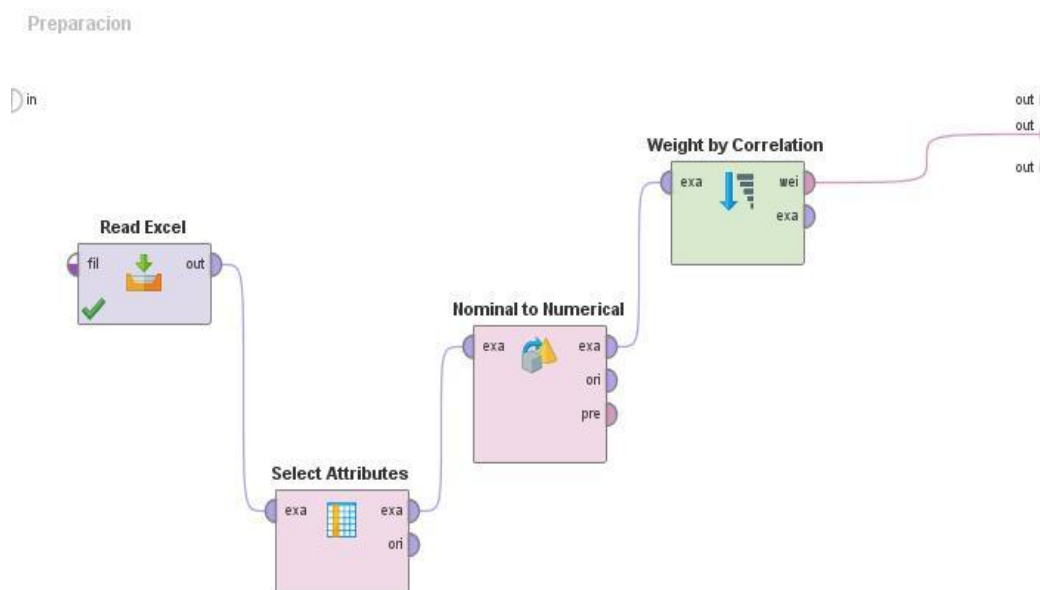 Preparacion
in
out
out
out
Weight by Correlation
exa
wei
exa
Read Excel
fil
out
Nominal to Numerical
exa
exa
ori
pre
Select Attributes
exa
exa
ori